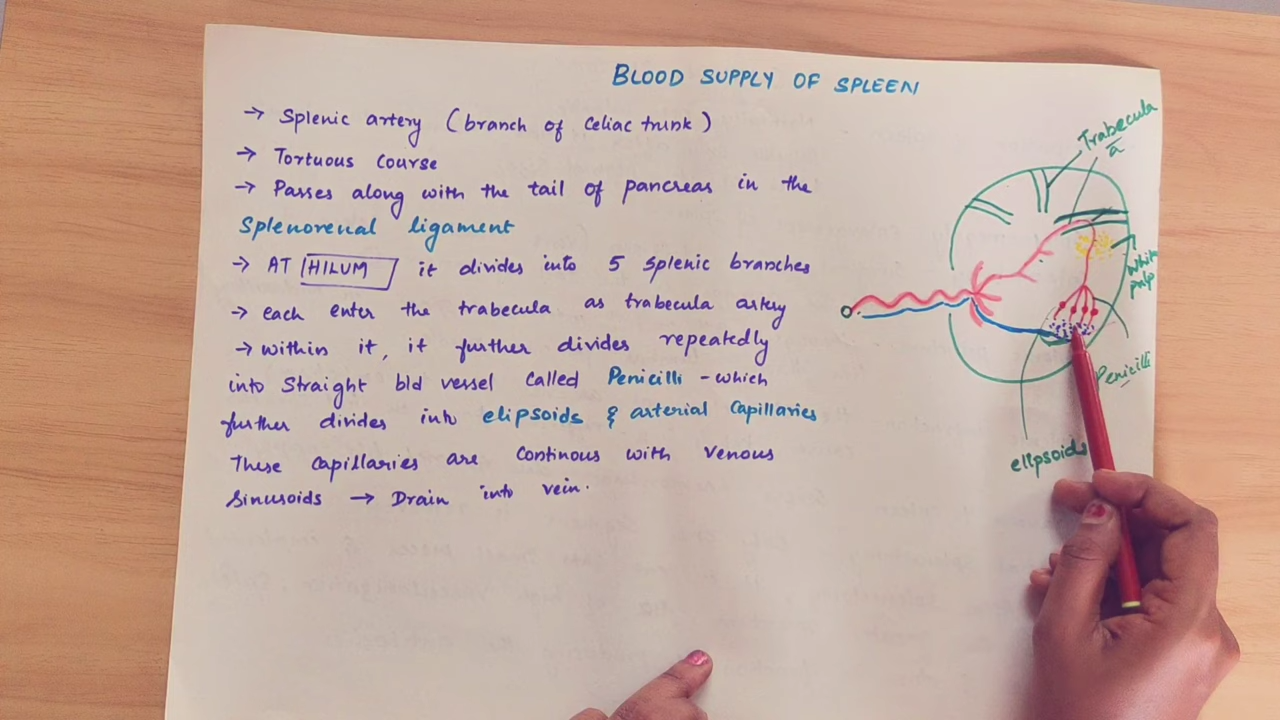 BLOOD SUPPLY OF SPLEEN
→ Splenic artery (branch of Celiac trunk)
→ Tortuous Course
→ Passes along with the tail of pancreas in the
Splenorenal ligament
→ AT HILUM it divides into 5 splenic branches
→ each enter the trabecula as trabecula artery
→ within it, it further divides repeatedly
into straight bld vessel called Penicilli - which
further divides into elipsoids & arterial Capillaries
These Capillaries are Continous with venous
Sinusoids → Drain into vein.
Trabecula
a
White
pulp
Penicilli
elipsoids